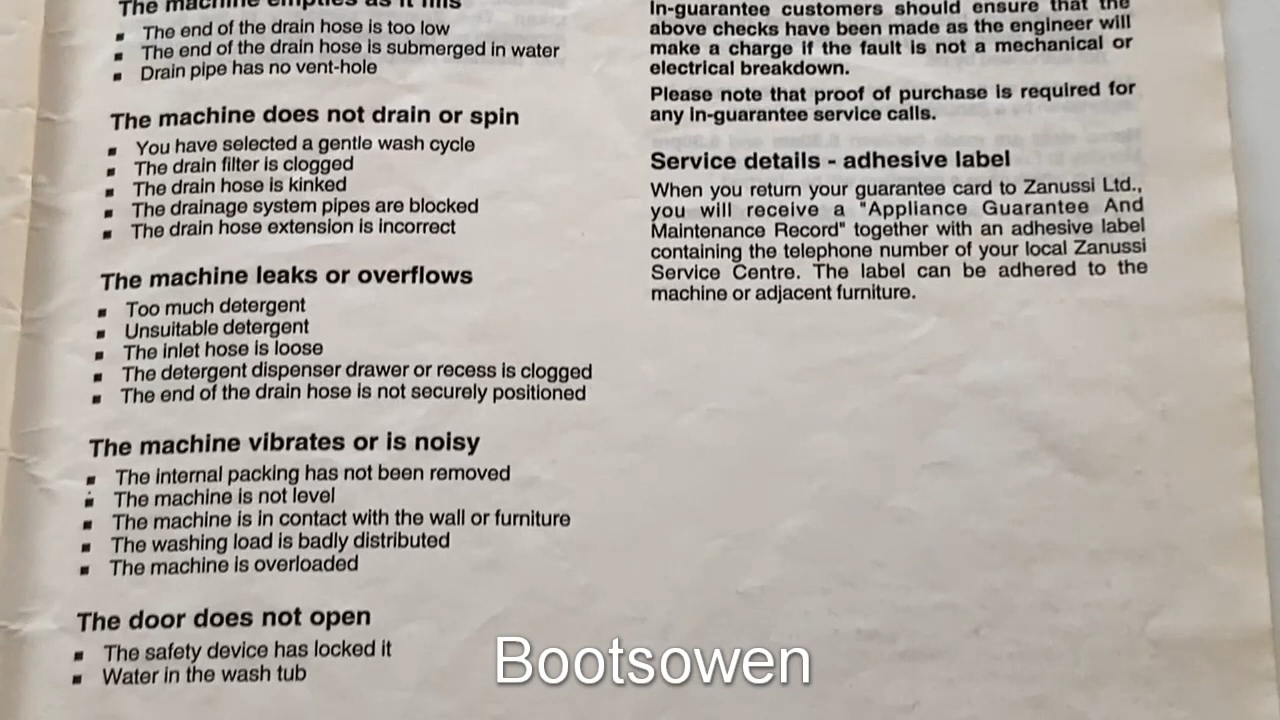 The machine empties as it fills
The end of the drain hose is too low
The end of the drain hose is submerged in water
Drain pipe has no vent-hole
The machine does not drain or spin
You have selected a gentle wash cycle
The drain filter is clogged
The drain hose is kinked
The drainage system pipes are blocked
The drain hose extension is incorrect
The machine leaks or overflows
Too much detergent
Unsuitable detergent
The inlet hose is loose
The detergent dispenser drawer or recess is clogged
The end of the drain hose is not securely positioned
The machine vibrates or is noisy
The internal packing has not been removed
The machine is not level
The machine is in contact with the wall or furniture
The washing load is badly distributed
The machine is overloaded
The door does not open
The safety device has locked it
Water in the wash tub
In-guarantee customers should ensure that the
above checks have been made as the engineer will
make a charge if the fault is not a mechanical or
electrical breakdown.
Please note that proof of purchase is required for
any in-guarantee service calls.
Service details - adhesive label
When you return your guarantee card to Zanussi Ltd.,
you will receive a "Appliance Guarantee And
Maintenance Record" together with an adhesive label
containing the telephone number of your local Zanussi
Service Centre. The label can be adhered to the
machine or adjacent furniture.
Bootsowen